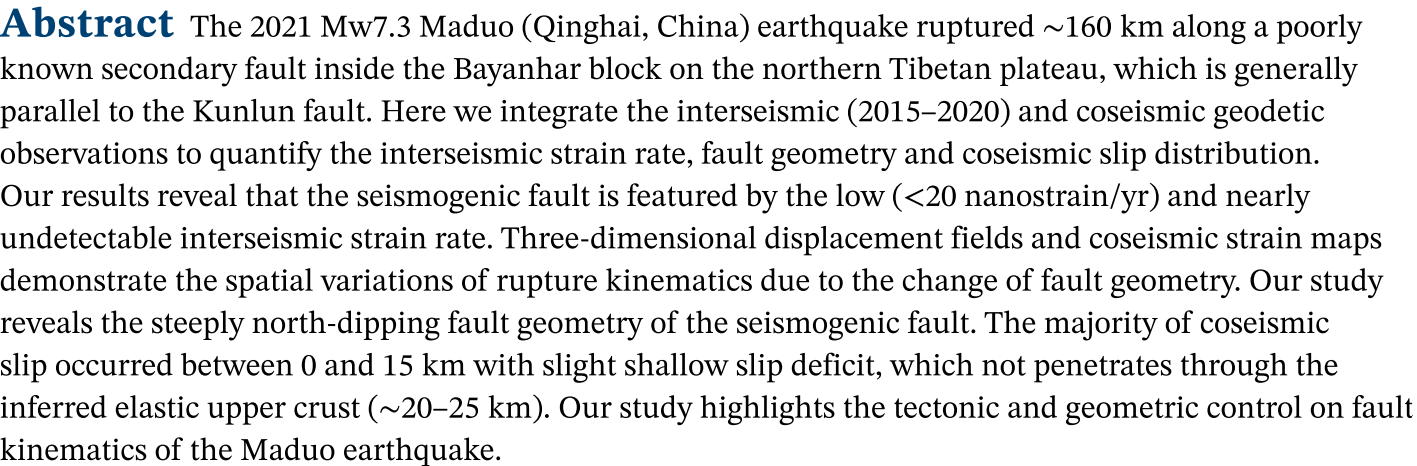 Abstract The 2021 Mw7.3 Maduo (Qinghai, China) earthquake ruptured ∼160 km along a poorly
known secondary fault inside the Bayanhar block on the northern Tibetan plateau, which is generally
parallel to the Kunlun fault. Here we integrate the interseismic (2015–2020) and coseismic geodetic
observations to quantify the interseismic strain rate, fault geometry and coseismic slip distribution.
Our results reveal that the seismogenic fault is featured by the low (<20 nanostrain/yr) and nearly
undetectable interseismic strain rate. Three-dimensional displacement fields and coseismic strain maps
demonstrate the spatial variations of rupture kinematics due to the change of fault geometry. Our study
reveals the steeply north-dipping fault geometry of the seismogenic fault. The majority of coseismic
slip occurred between 0 and 15 km with slight shallow slip deficit, which not penetrates through the
inferred elastic upper crust (∼20–25 km). Our study highlights the tectonic and geometric control on fault
kinematics of the Maduo earthquake.